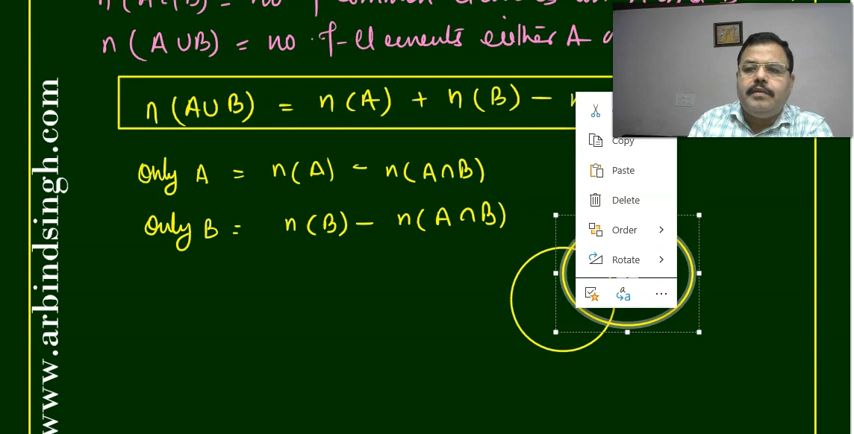 n(A∪B) = no. of elements either A
n(A∪B) = n(A) + n(B) –
Only A = n(A) – n(A∩B)
Only B = n(B) – n(A∩B)
Copy
Paste
Delete
Order
Rotate
www.arbindsingh.com